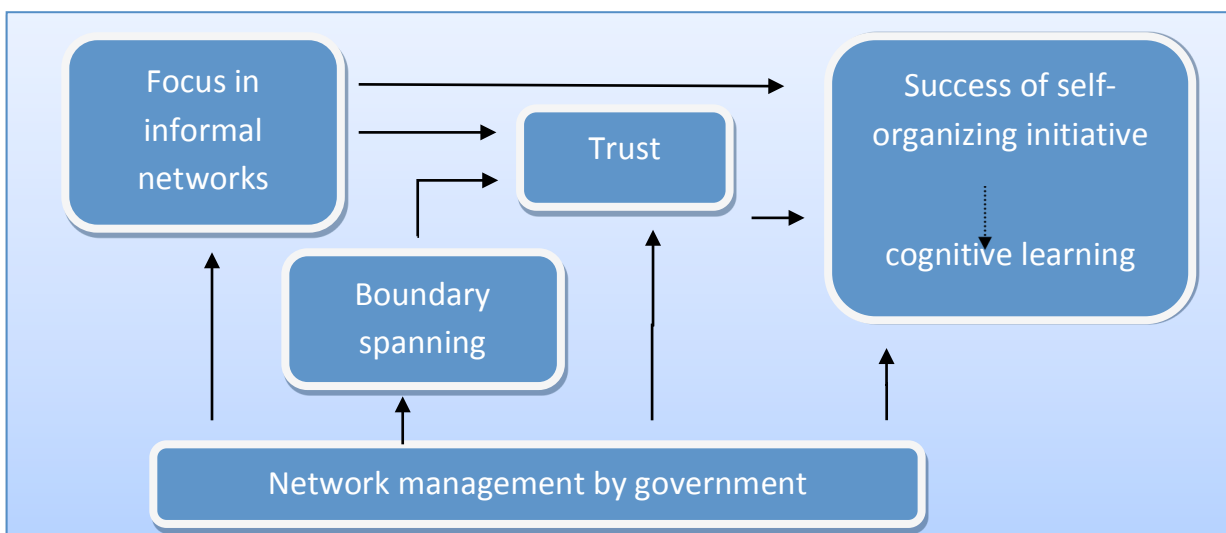 Focus in
informal
networks
Trust
Success of self-
organizing initiative
cognitive learning
Boundary
spanning
Network management by government